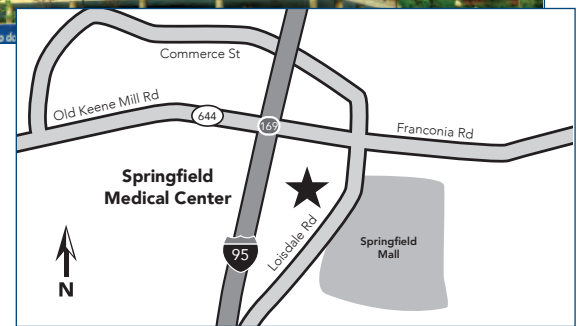 Commerce St
Old Keene Mill Rd
644
169
Franconia Rd
Springfield
Medical Center
Loisdale Rd
95
Springfield
Mall
N